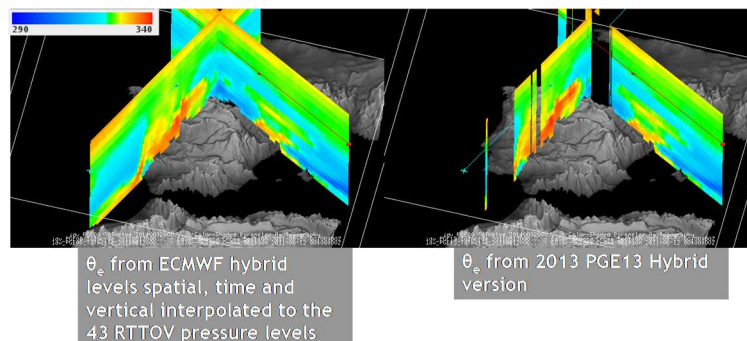 290
340
θe from ECMWF hybrid
levels spatial, time and
vertical interpolated to the
43 RTTOV pressure levels
θe from 2013 PGE13 Hybrid
version